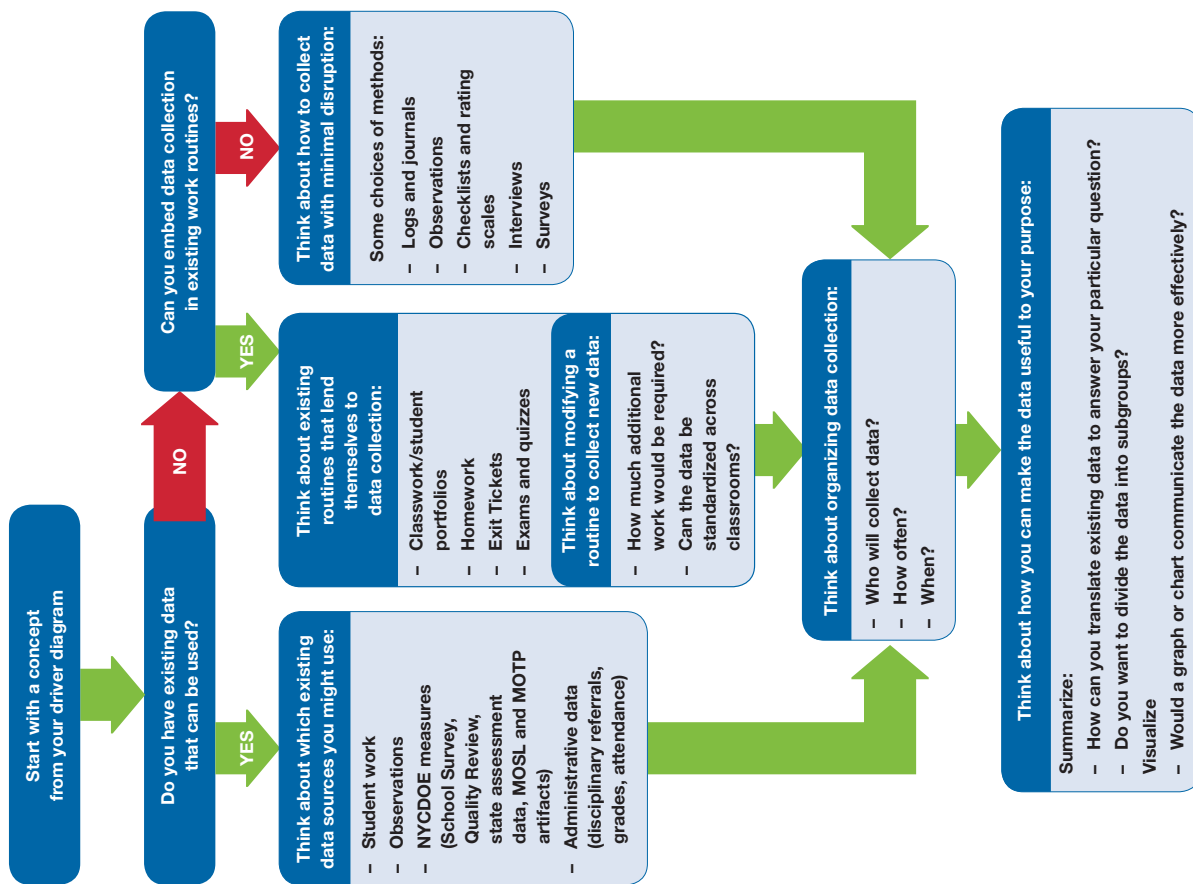 Start with a concept
from your driver diagram
Do you have existing data
that can be used?
NO
Can you embed data collection
in existing work routines?
YES
YES
NO
Think about which existing
data sources you might use:
– Student work
– Observations
– NYCDOE measures
(School Survey,
Quality Review,
state assessment
data, MOSL and MOTP
artifacts)
– Administrative data
(disciplinary referrals,
grades, attendance)
Think about existing
routines that lend
themselves to
data collection:
– Classwork/student
portfolios
– Homework
– Exit Tickets
– Exams and quizzes
Think about modifying a
routine to collect new data:
– How much additional
work would be required?
– Can the data be
standardized across
classrooms?
Think about how to collect
data with minimal disruption:
Some choices of methods:
– Logs and journals
– Observations
– Checklists and rating
scales
– Interviews
– Surveys
Think about organizing data collection:
– Who will collect data?
– How often?
– When?
Think about how you can make the data useful to your purpose:
Summarize:
– How can you translate existing data to answer your particular question?
– Do you want to divide the data into subgroups?
Visualize
– Would a graph or chart communicate the data more effectively?